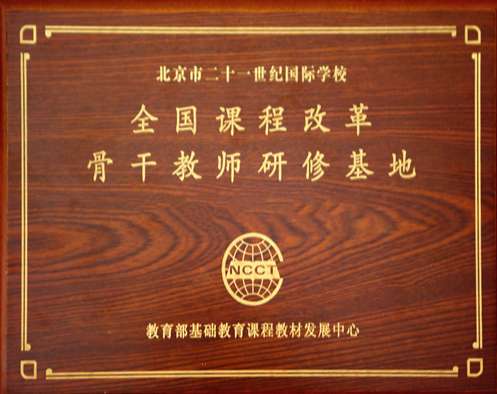 北京市二十一世纪国际学校
全国课程改革
骨干教师研修基地
NCCT
教育部基础教育课程教材发展中心